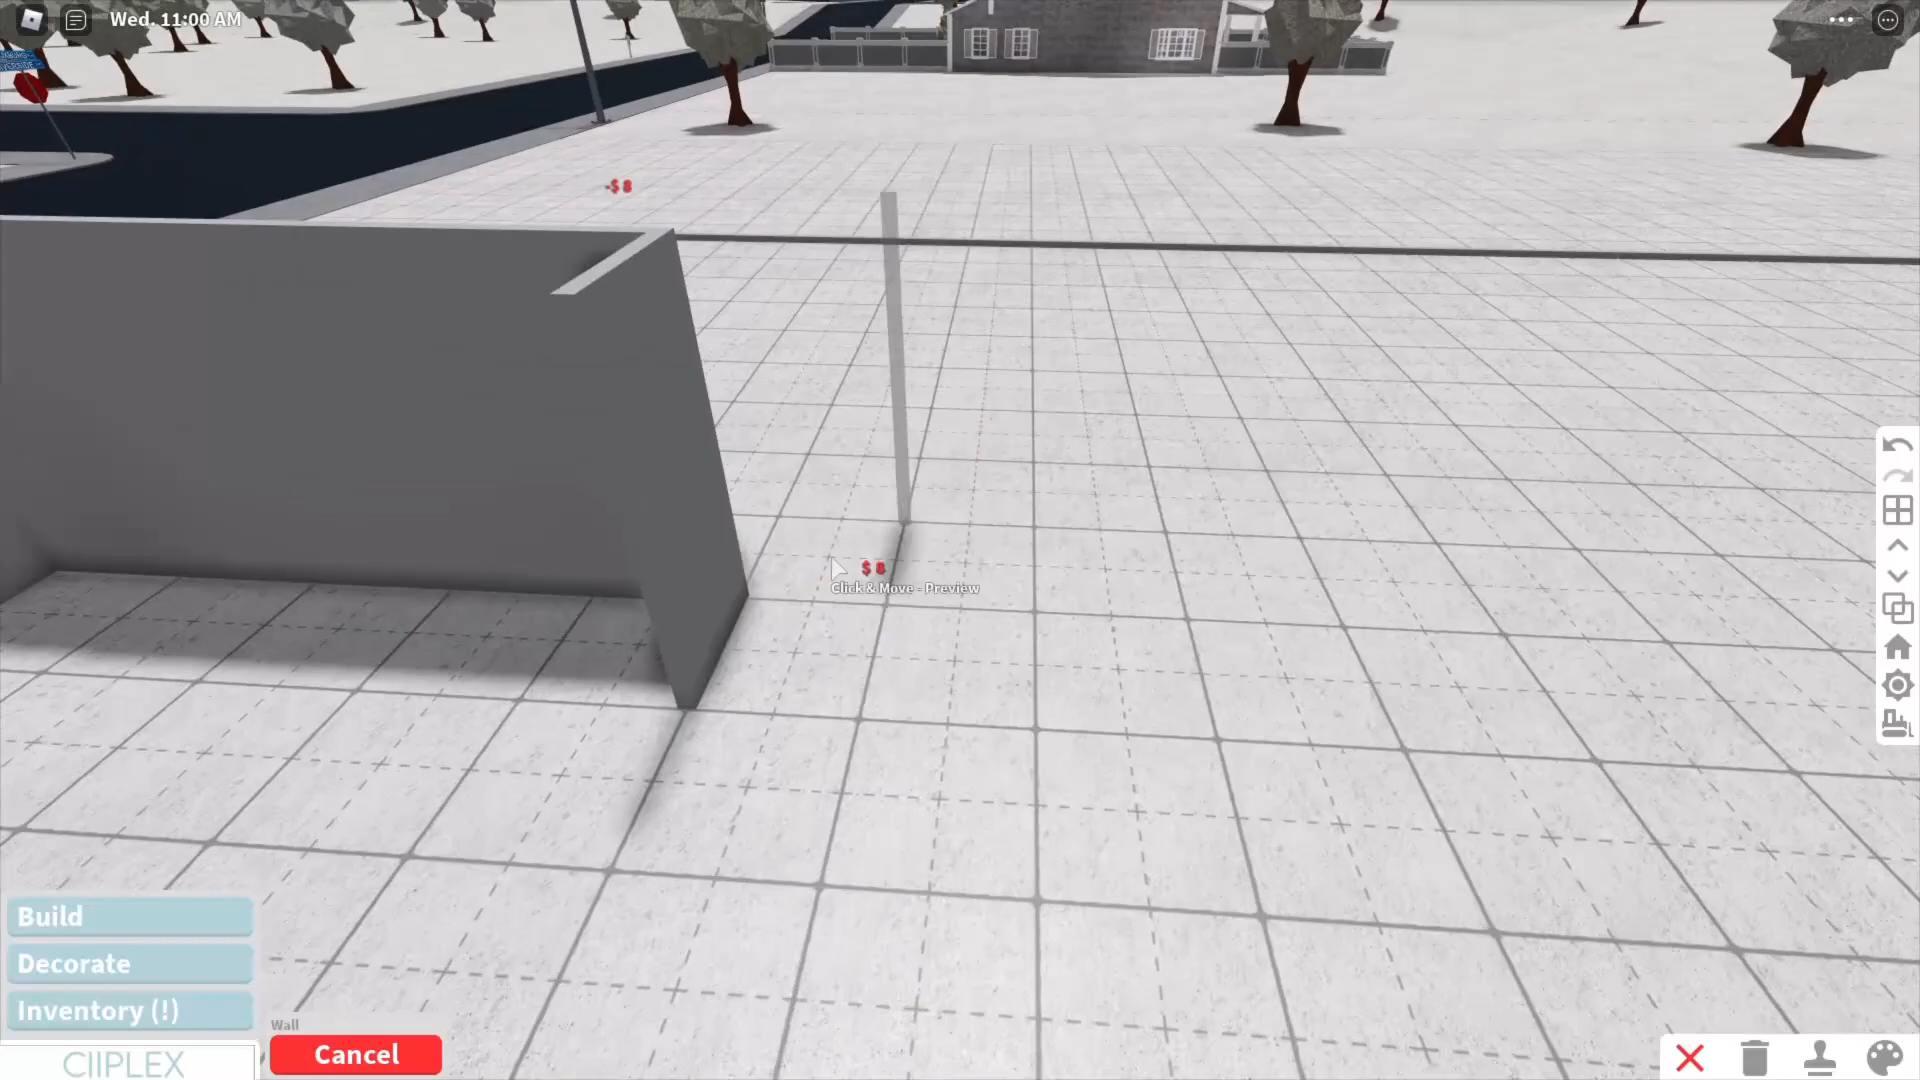 Wed. 11:00 AM
-$ 8
$ 8
Click & Move - Preview
Build
Decorate
Inventory (!)
Wall
Cancel
CIIPLEX